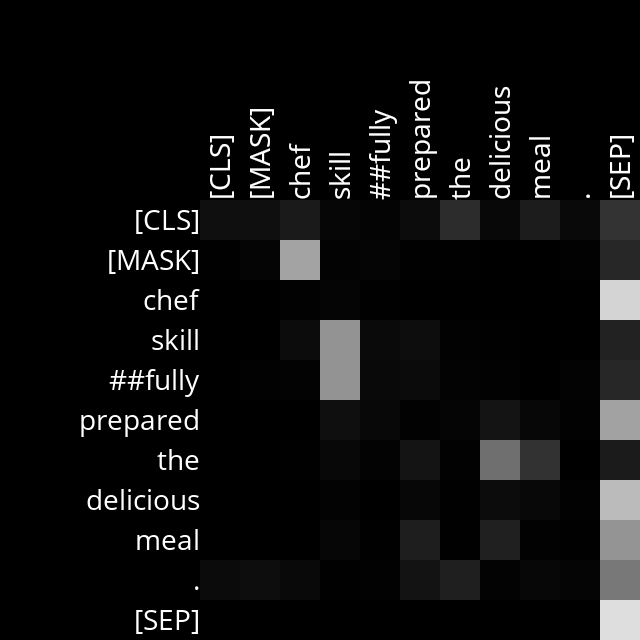 [CLS] [MASK] chef skill ##fully prepared the delicious meal . [SEP]
[CLS]
[MASK]
chef
skill
##fully
prepared
the
delicious
meal
.
[SEP]